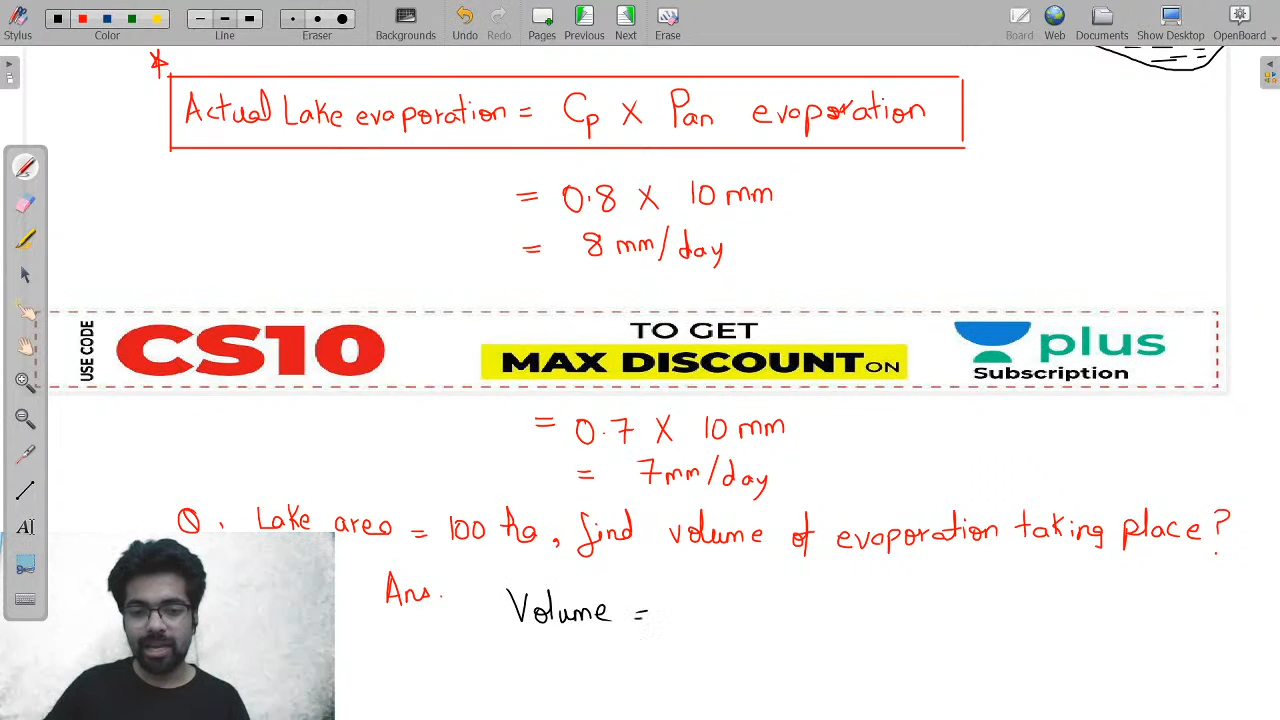 Stylus
Color
Line
Eraser
Backgrounds
Undo
Redo
Pages
Previous
Next
Erase
Board
Web
Documents
Show Desktop
OpenBoard
Actual Lake evaporation = Cp X Pan evaporation
= 0.8 X 10 mm
= 8 mm/day
USE CODE
CS10
TO GET
MAX DISCOUNT ON
plus
Subscription
= 0.7 X 10 mm
= 7mm/day
Q. Lake area = 100 ha, find volume of evaporation taking place?
Ans.
Volume =